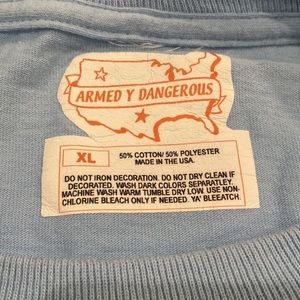 ARMED Y DANGEROUS
XL
50% COTTON/ 50% POLYESTER
MADE IN THE USA.
DO NOT IRON DECORATION. DO NOT DRY CLEAN IF
DECORATED. WASH DARK COLORS SEPARATLEY.
MACHINE WASH WARM TUMBLE DRY LOW. USE NON-
CHLORINE BLEACH ONLY IF NEEDED. YA' BLEEATCH.